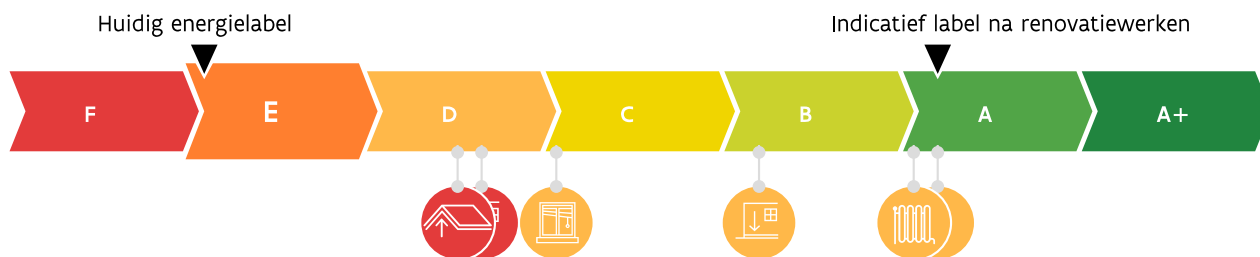 Huidig energielabel
Indicatief label na renovatiewerken
F
E
D
C
B
A
A+